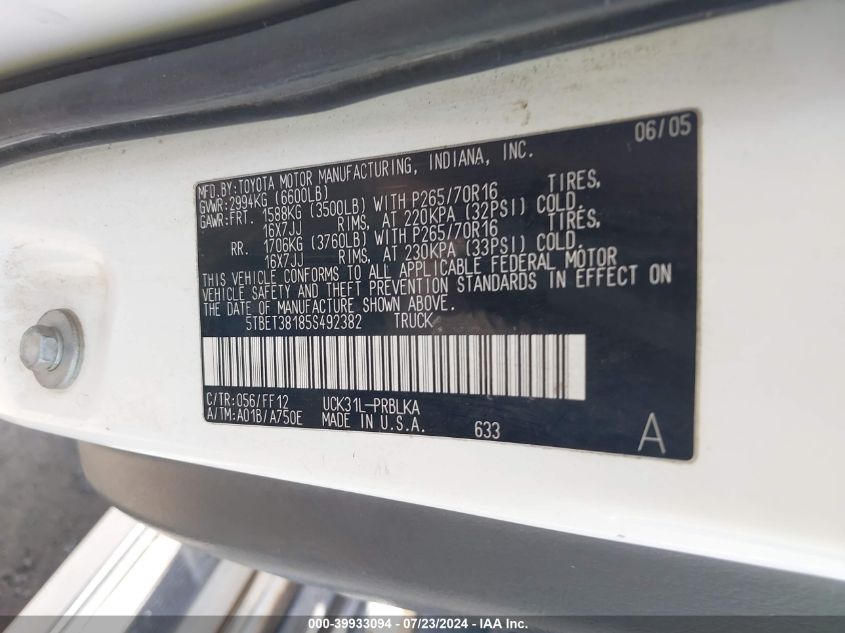 06/05
MFD.BY:TOYOTA MOTOR MANUFACTURING, INDIANA, INC.
GVWR:2994KG (6600LB)
GAWR:FRT. 1588KG (3500LB) WITH P265/70R16 TIRES,
16X7JJ RIMS, AT 220KPA (32PSI) COLD.
RR. 1706KG (3760LB) WITH P265/70R16 TIRES,
16X7JJ RIMS, AT 230KPA (33PSI) COLD.
THIS VEHICLE CONFORMS TO ALL APPLICABLE FEDERAL MOTOR
VEHICLE SAFETY AND THEFT PREVENTION STANDARDS IN EFFECT ON
THE DATE OF MANUFACTURE SHOWN ABOVE.
5TBET38185S492382 TRUCK
C/TR:056/FF12 UCK31L-PRBLKA
A/TM:A01B/A750E MADE IN U.S.A. 633 A
000-39933094 - 07/23/2024 - IAA Inc.